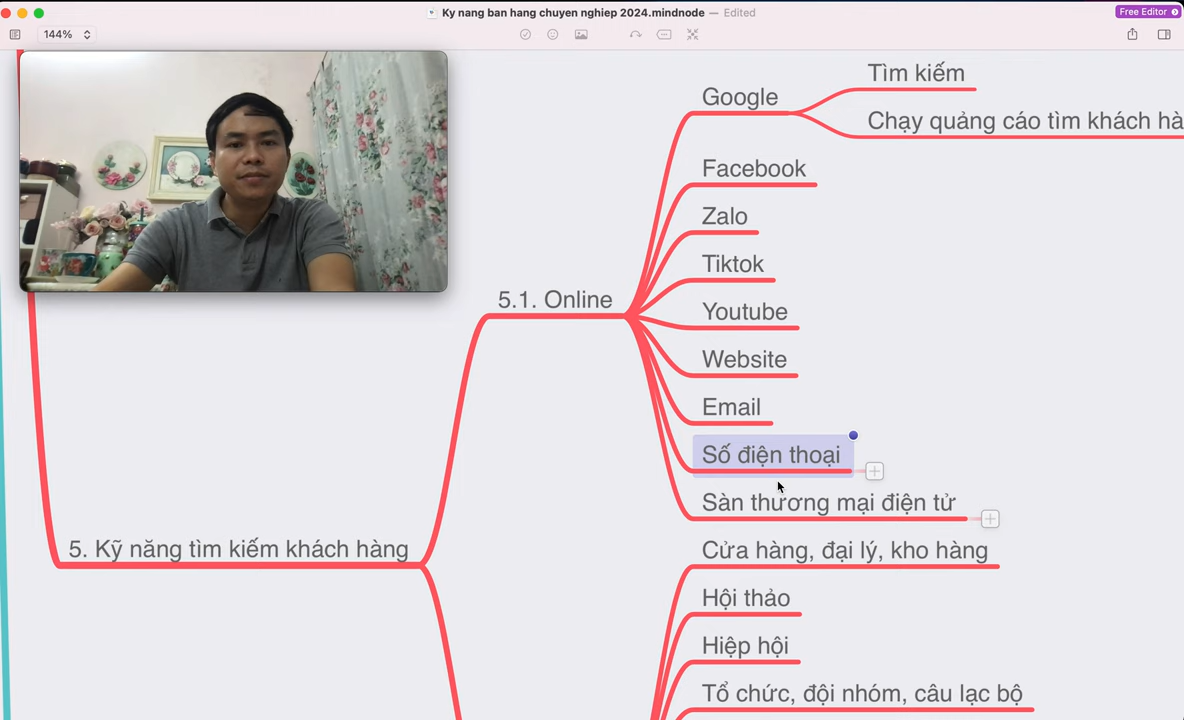 Ky nang ban hang chuyen nghiep 2024.mindnode — Edited
Free Editor
144%
Tìm kiếm
Google
Chạy quảng cáo tìm khách hà
Facebook
Zalo
Tiktok
5.1. Online
Youtube
Website
Email
Số điện thoại
Sàn thương mại điện tử
5. Kỹ năng tìm kiếm khách hàng
Cửa hàng, đại lý, kho hàng
Hội thảo
Hiệp hội
Tổ chức, đội nhóm, câu lạc bộ